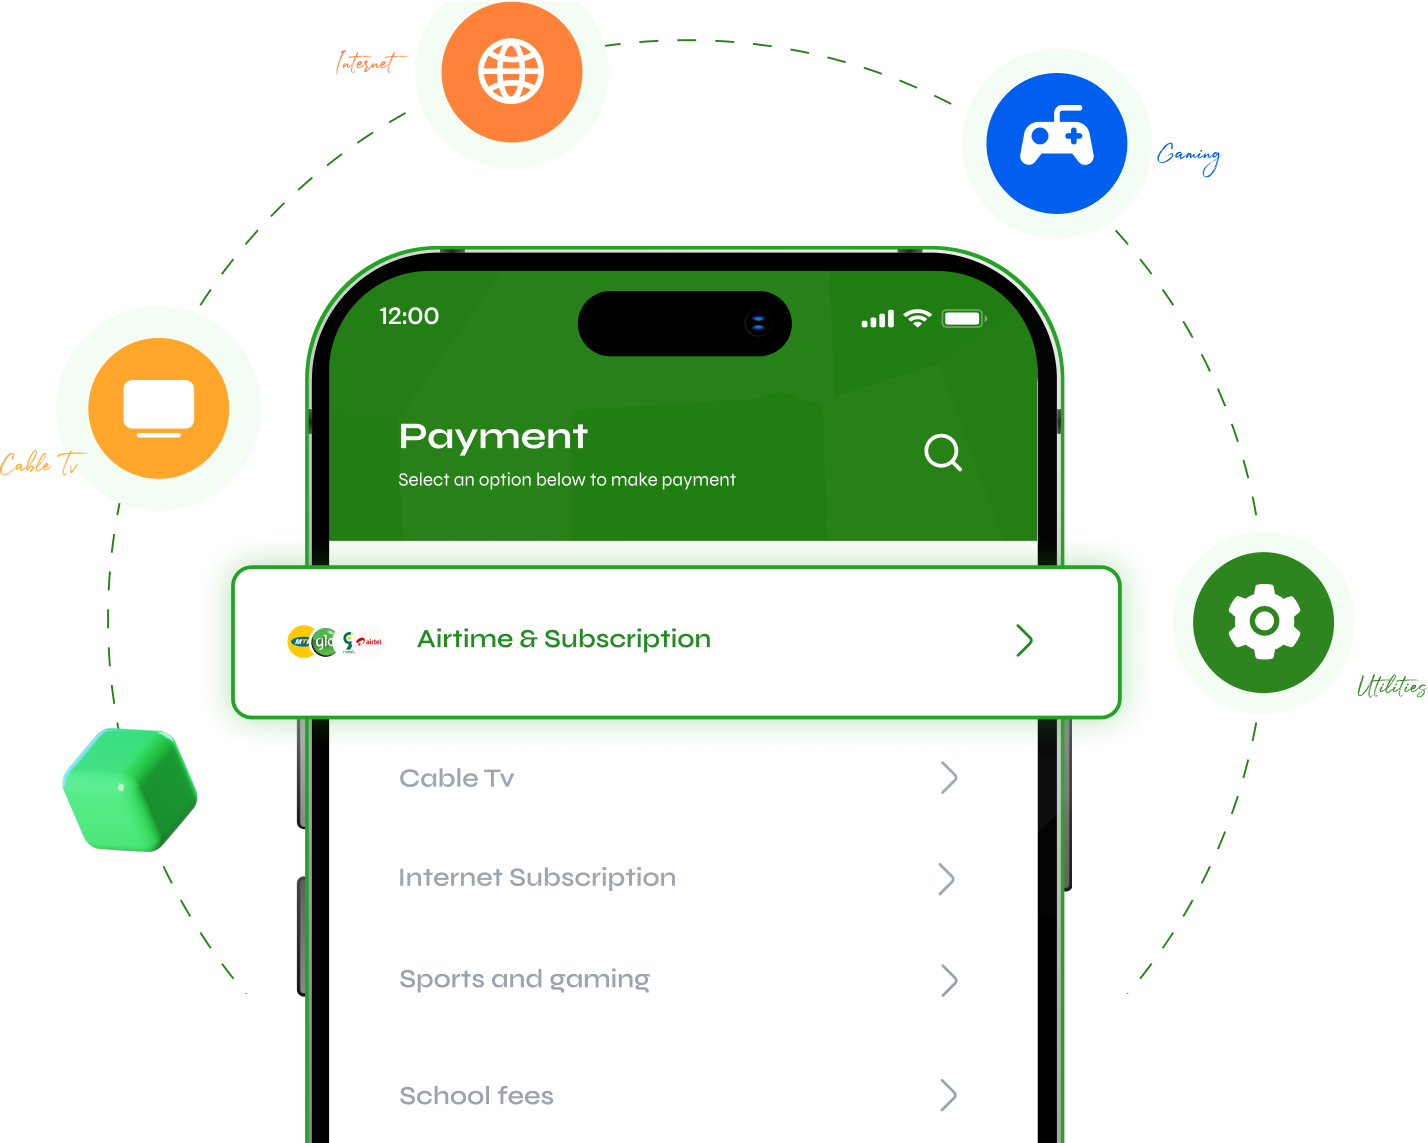 Internet
Gaming
12:00
Payment
Select an option below to make payment
Cable Tv
MTN
glo
airtel
Airtime & Subscription
Utilities
Cable Tv
Internet Subscription
Sports and gaming
School fees